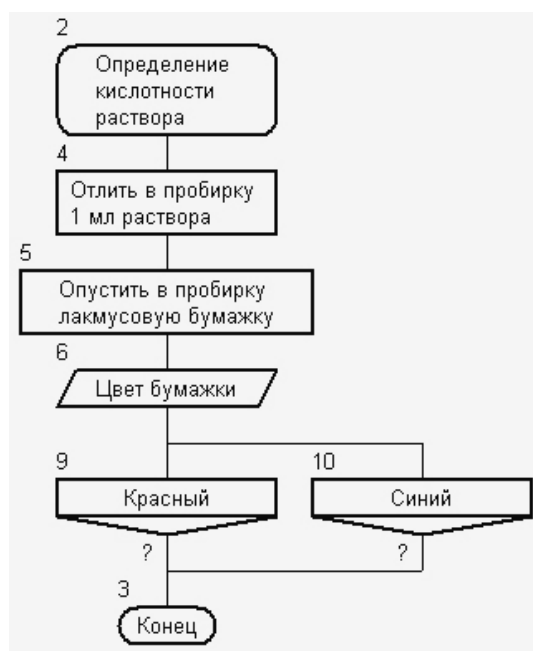 2
Определение
кислотности
раствора
4
Отлить в пробирку
1 мл раствора
5
Опустить в пробирку
лакмусовую бумажку
6
Цвет бумажки
9
Красный
?
10
Синий
?
3
Конец